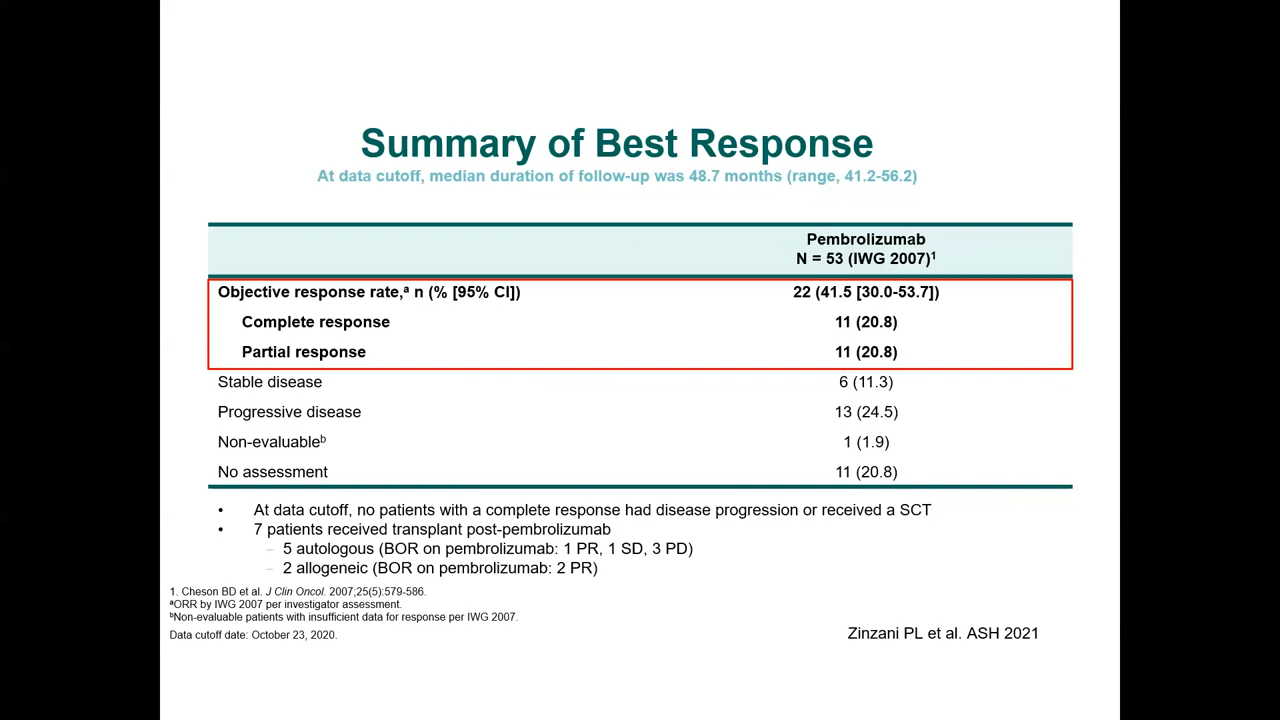 Summary of Best Response
At data cutoff, median duration of follow-up was 48.7 months (range, 41.2-56.2)
Pembrolizumab
N = 53 (IWG 2007)¹
Objective response rate,ᵃ n (% [95% CI]) 22 (41.5 [30.0-53.7])
Complete response 11 (20.8)
Partial response 11 (20.8)
Stable disease 6 (11.3)
Progressive disease 13 (24.5)
Non-evaluableᵇ 1 (1.9)
No assessment 11 (20.8)
• At data cutoff, no patients with a complete response had disease progression or received a SCT
• 7 patients received transplant post-pembrolizumab
– 5 autologous (BOR on pembrolizumab: 1 PR, 1 SD, 3 PD)
– 2 allogeneic (BOR on pembrolizumab: 2 PR)
1. Cheson BD et al. J Clin Oncol. 2007;25(5):579-586.
ᵃORR by IWG 2007 per investigator assessment.
ᵇNon-evaluable patients with insufficient data for response per IWG 2007.
Data cutoff date: October 23, 2020.
Zinzani PL et al. ASH 2021